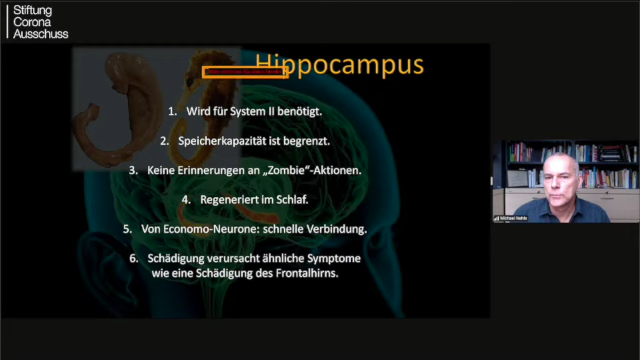 Stiftung
Corona
Ausschuss
Hippocampus
1. Wird für System II benötigt.
2. Speicherkapazität ist begrenzt.
3. Keine Erinnerungen an „Zombie“-Aktionen.
4. Regeneriert im Schlaf.
5. Von Economo-Neurone: schnelle Verbindung.
6. Schädigung verursacht ähnliche Symptome
wie eine Schädigung des Frontalhirns.
Michael Nehls